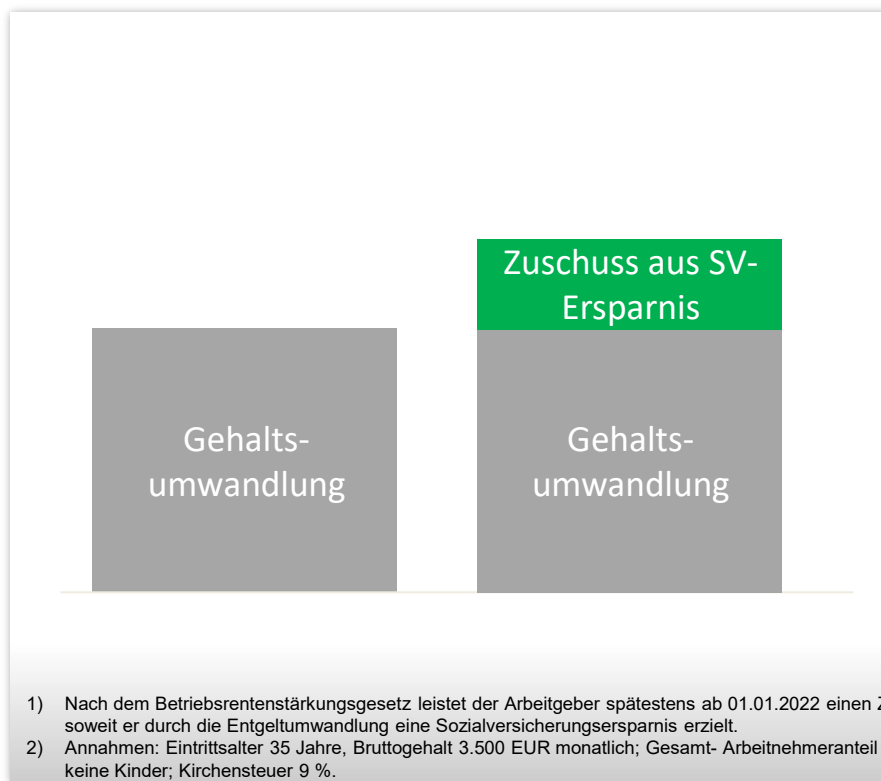 Zuschuss aus SV-
Ersparnis
Gehalts-
umwandlung
Gehalts-
umwandlung
1) Nach dem Betriebsrentenstärkungsgesetz leistet der Arbeitgeber spätestens ab 01.01.2022 einen
soweit er durch die Entgeltumwandlung eine Sozialversicherungsersparnis erzielt.
2) Annahmen: Eintrittsalter 35 Jahre, Bruttogehalt 3.500 EUR monatlich; Gesamt- Arbeitnehmeranteil
keine Kinder; Kirchensteuer 9 %.